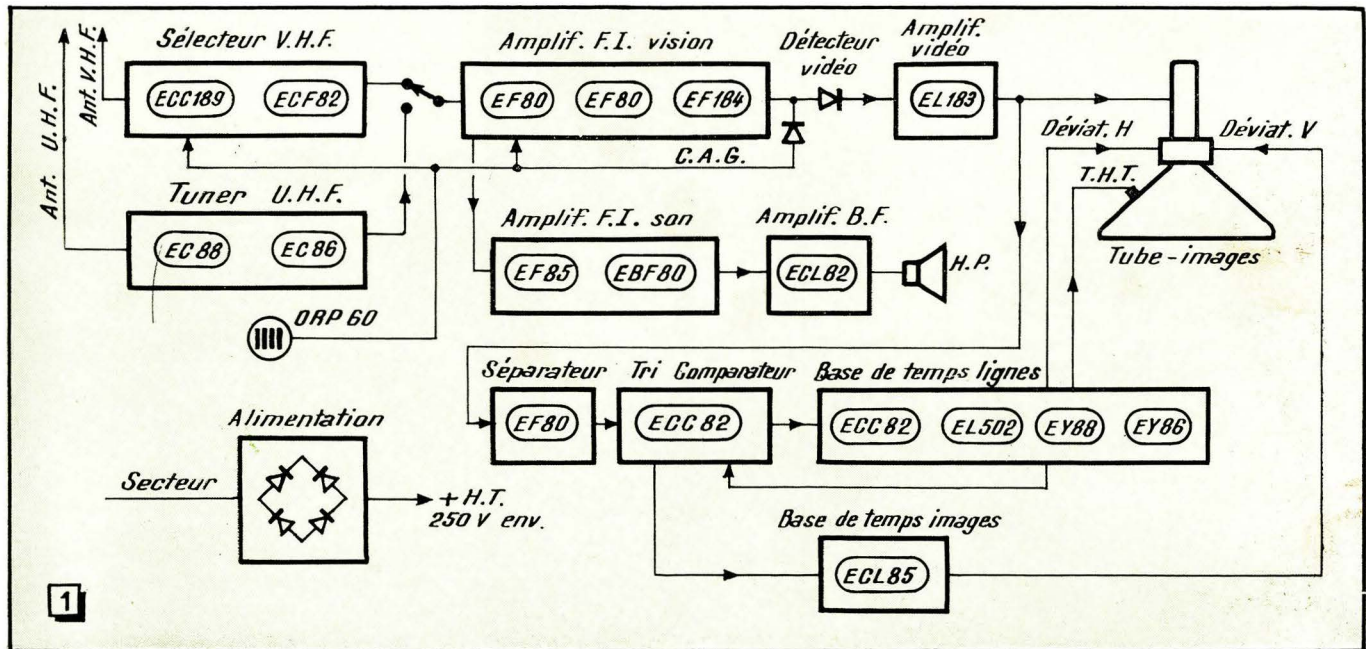 Sélecteur V.H.F.
Amplif. F.I. vision
Détecteur
vidéo
Amplif.
vidéo
Ant. U.H.F.
Ant. V.H.F.
ECC189
ECF82
EF80
EF80
EF184
EL183
C.A.G.
Déviat. H
Déviat. V
T.H.T.
Tube-images
Tuner U.H.F.
EC88
EC86
Amplif. F.I. son
EF85
EBF80
Amplif. B.F.
ECL82
H.P.
ORP 60
Séparateur
Tri Comparateur
Base de temps lignes
EF80
ECC 82
ECC 82
EL502
EY88
EY86
Alimentation
Secteur
+ H.T.
250 V env.
Base de temps images
ECL85
1